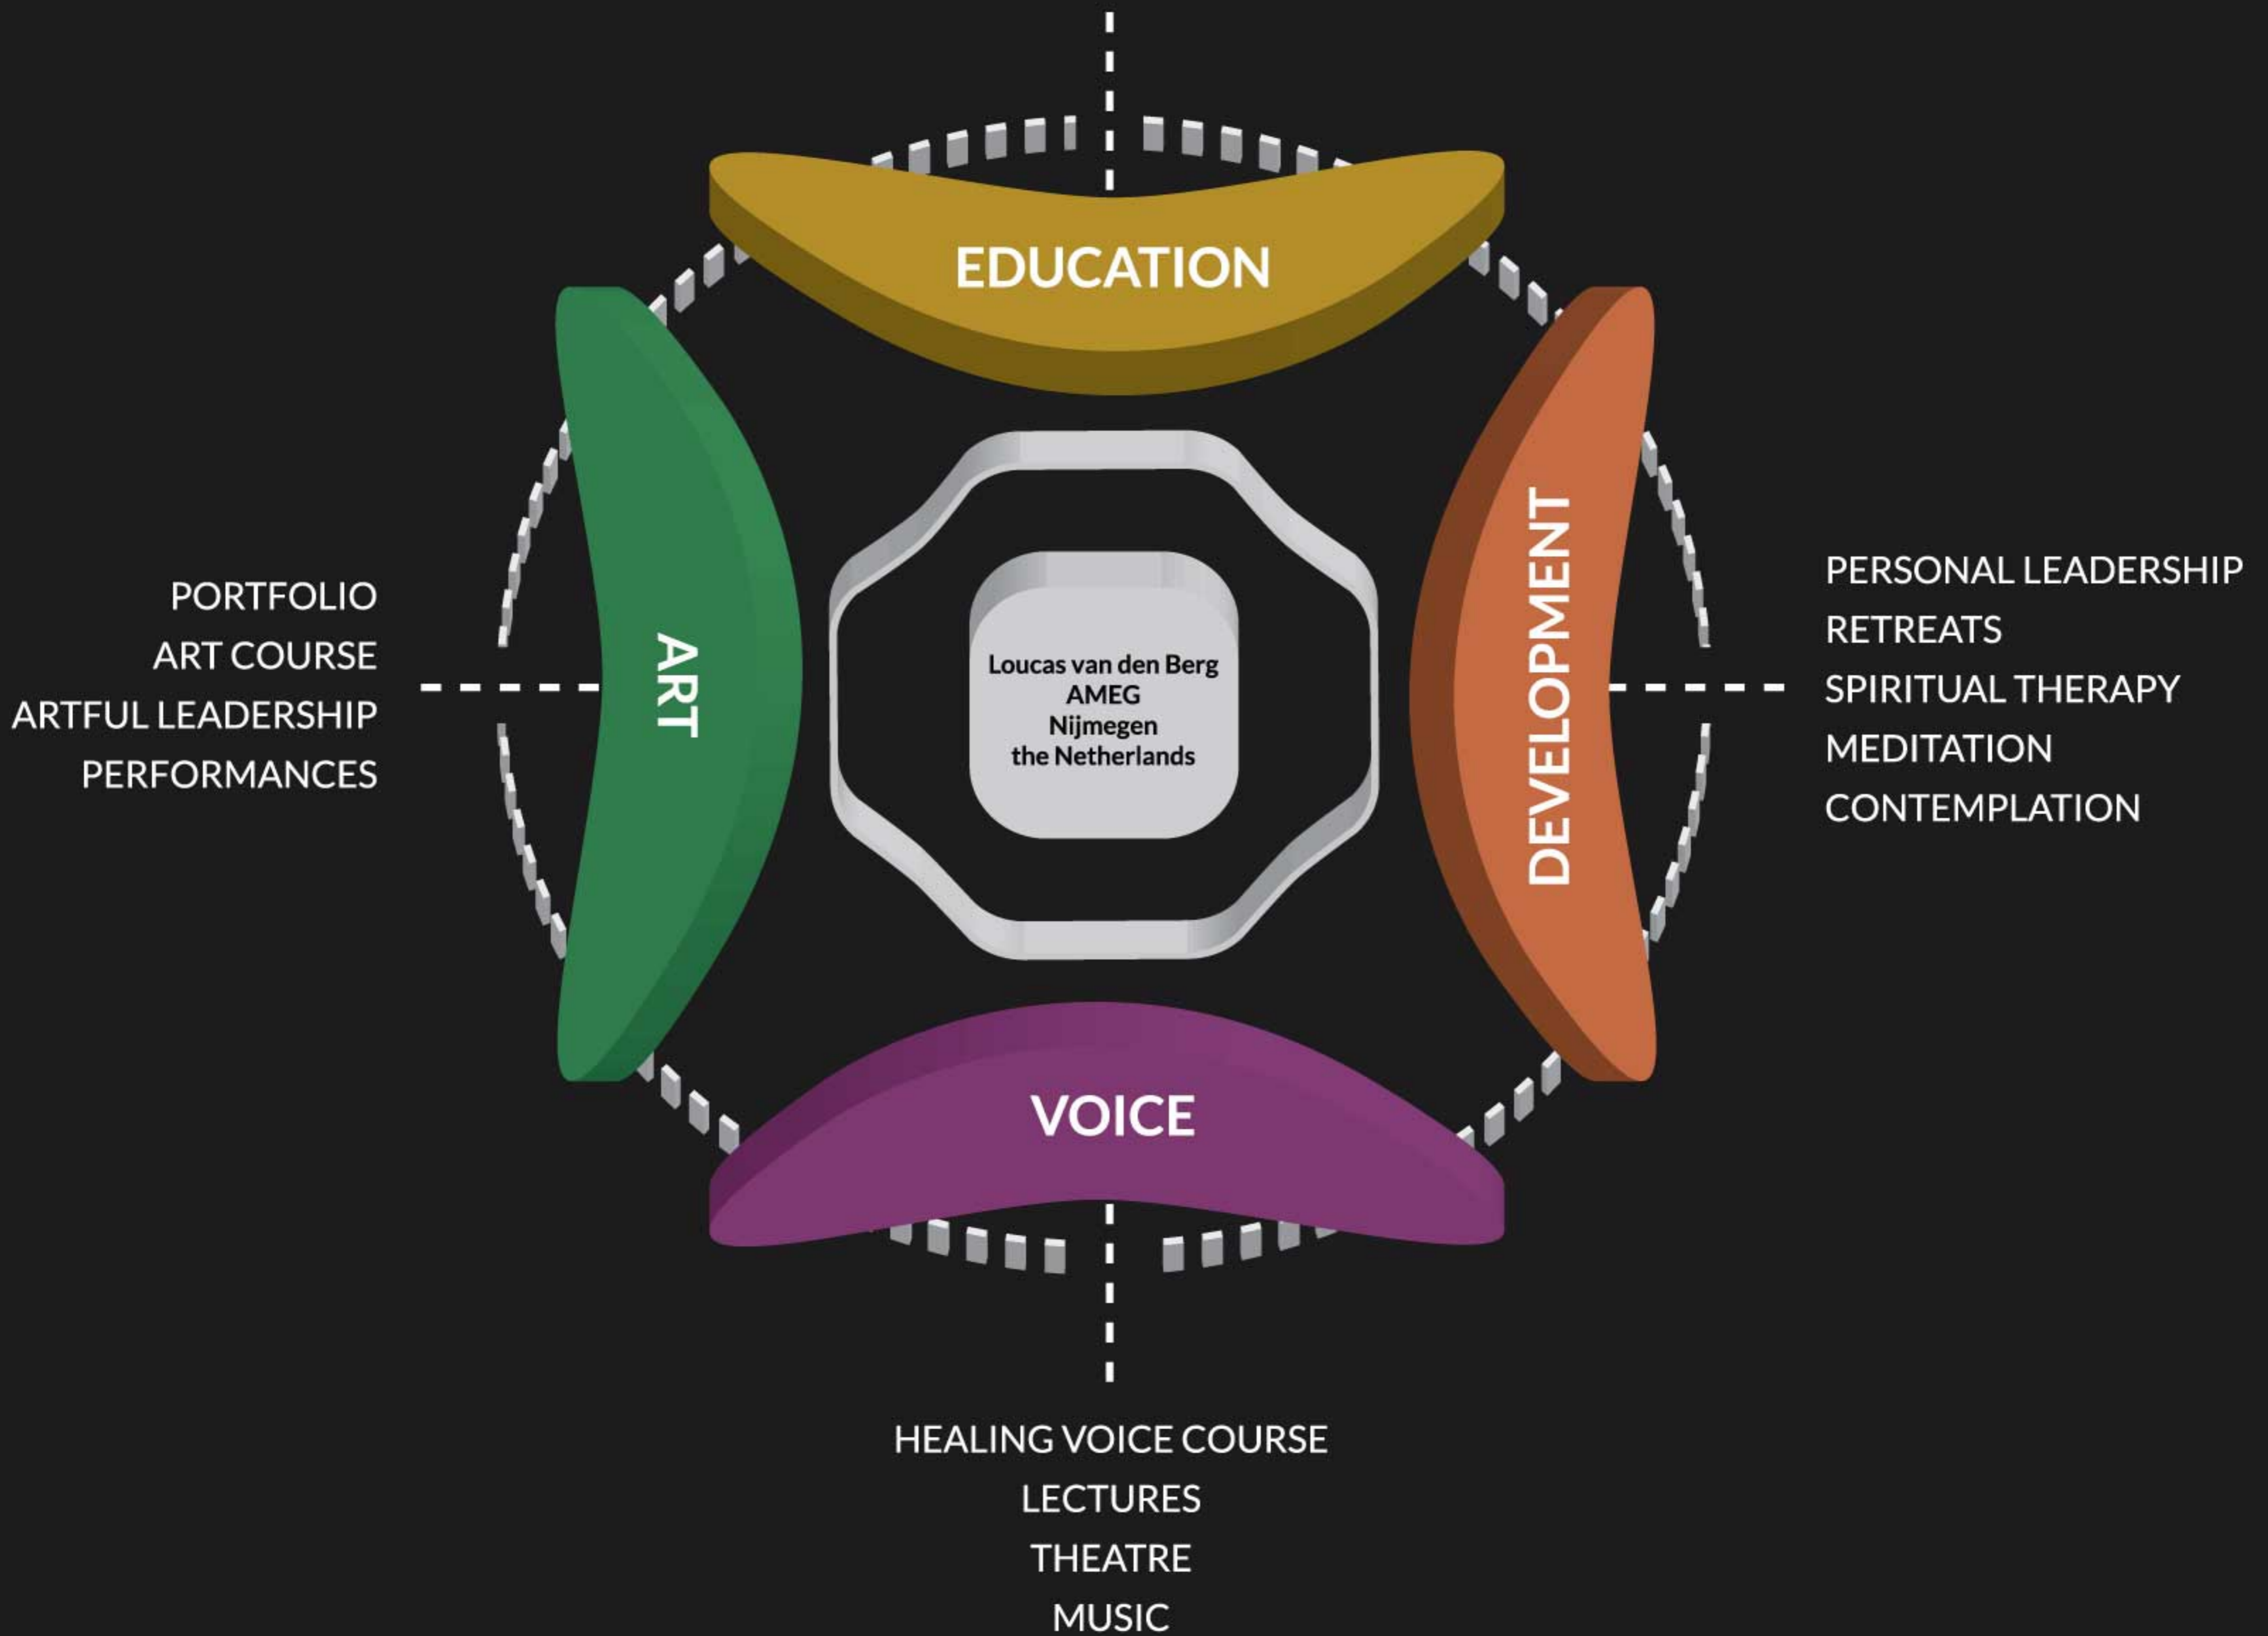 EDUCATION
PORTFOLIO
ART COURSE
ARTFUL LEADERSHIP
PERFORMANCES
ART
Loucas van den Berg
AMEG
Nijmegen
the Netherlands
DEVELOPMENT
PERSONAL LEADERSHIP
RETREATS
SPIRITUAL THERAPY
MEDITATION
CONTEMPLATION
VOICE
HEALING VOICE COURSE
LECTURES
THEATRE
MUSIC